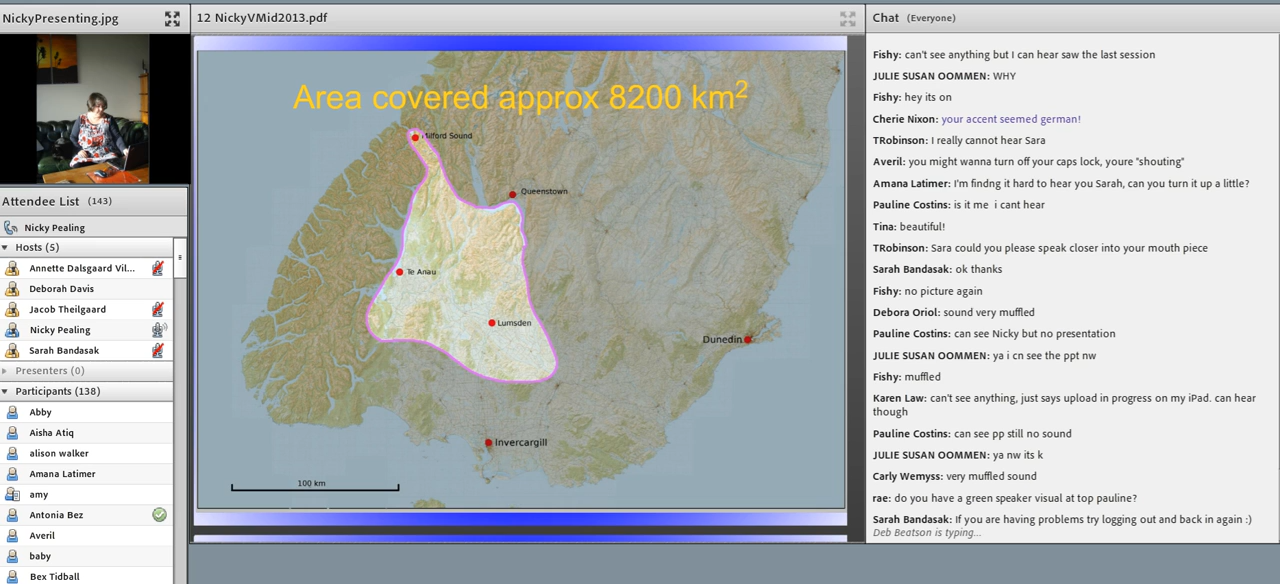 NickyPresenting.jpg
Attendee List (143)
Nicky Pealing
Hosts (5)
Annette Dalsgaard Vil...
Deborah Davis
Jacob Theilgaard
Nicky Pealing
Sarah Bandasak
Presenters (0)
Participants (138)
Abby
Aisha Atiq
alison walker
Amana Latimer
amy
Antonia Bez
Averil
baby
Bex Tidball
12 NickyVMid2013.pdf
Area covered approx 8200 km²
Milford Sound
Queenstown
Te Anau
Lumsden
Dunedin
Invercargill
100 km
Chat (Everyone)
Fishy: can't see anything but I can hear saw the last session
JULIE SUSAN OOMMEN: WHY
Fishy: hey its on
Cherie Nixon: your accent seemed german!
TRobinson: I really cannot hear Sara
Averil: you might wanna turn off your caps lock, youre "shouting"
Amana Latimer: I'm findng it hard to hear you Sarah, can you turn it up a little?
Pauline Costins: is it me i cant hear
Tina: beautiful!
TRobinson: Sara could you please speak closer into your mouth piece
Sarah Bandasak: ok thanks
Fishy: no picture again
Debora Oriol: sound very muffled
Pauline Costins: can see Nicky but no presentation
JULIE SUSAN OOMMEN: ya i cn see the ppt nw
Fishy: muffled
Karen Law: can't see anything, just says upload in progress on my iPad. can hear
though
Pauline Costins: can see pp still no sound
JULIE SUSAN OOMMEN: ya nw its k
Carly Wemyss: very muffled sound
rae: do you have a green speaker visual at top pauline?
Sarah Bandasak: If you are having problems try logging out and back in again :)
Deb Beatson is typing...